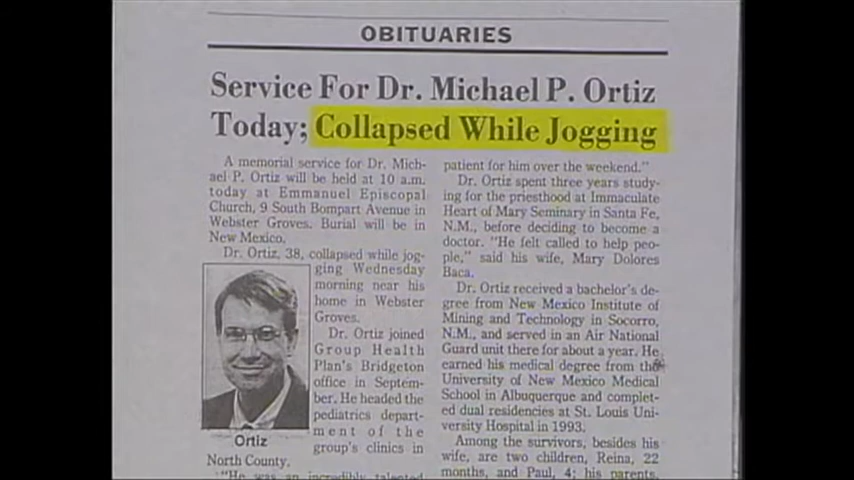 OBITUARIES
Service For Dr. Michael P. Ortiz
Today; Collapsed While Jogging
A memorial service for Dr. Mich-
ael P. Ortiz will be held at 10 a.m.
today at Emmanuel Episcopal
Church, 9 South Bompart Avenue in
Webster Groves. Burial will be in
New Mexico.
Dr. Ortiz, 38, collapsed while jog-
ging Wednesday
morning near his
home in Webster
Groves.
Dr. Ortiz joined
Group Health
Plan's Bridgeton
office in Septem-
ber. He headed the
pediatrics depart-
ment of the
group's clinics in
Ortiz
North County.
"He was an incredibly talented
patient for him over the weekend."
Dr. Ortiz spent three years study-
ing for the priesthood at Immaculate
Heart of Mary Seminary in Santa Fe,
N.M., before deciding to become a
doctor. "He felt called to help peo-
ple," said his wife, Mary Dolores
Baca.
Dr. Ortiz received a bachelor's de-
gree from New Mexico Institute of
Mining and Technology in Socorro,
N.M., and served in an Air National
Guard unit there for about a year. He
earned his medical degree from the
University of New Mexico Medical
School in Albuquerque and complet-
ed dual residencies at St. Louis Uni-
versity Hospital in 1993.
Among the survivors, besides his
wife, are two children, Reina, 22
months, and Paul, 4; his parents,